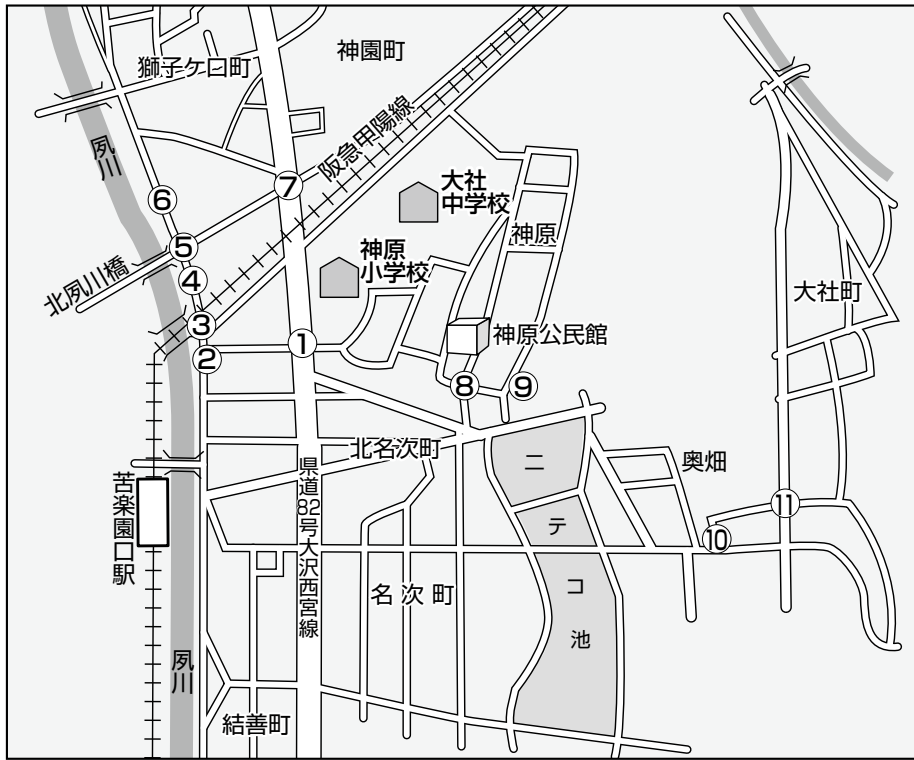 獅子ケ口町
神園町
阪急甲陽線
夙川
⑦
⑥
大社
中学校
⑤
神原
神原
小学校
④
北夙川橋
大社町
③
①
神原公民館
②
⑧
⑨
北名次町
ニ
奥畑
県道82号大沢西宮線
苦楽園口駅
⑪
テ
⑩
コ
名次町
池
夙川
結善町